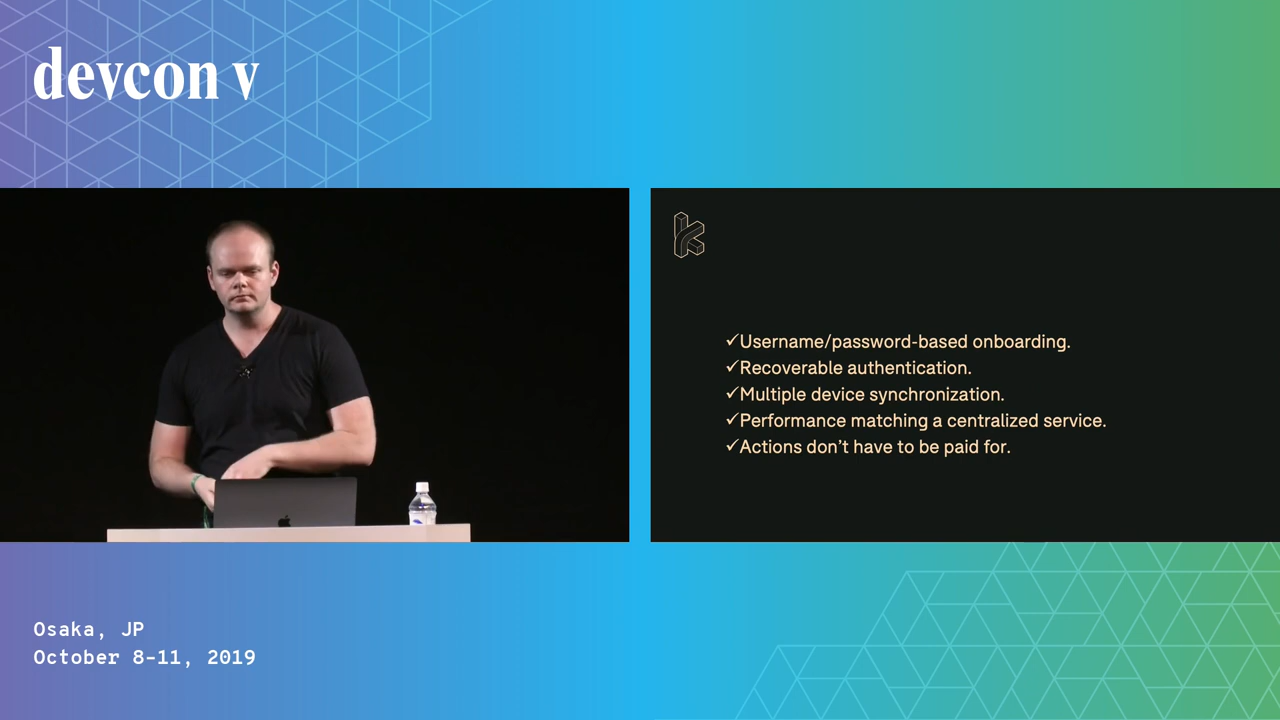 devcon v
✓Username/password-based onboarding.
✓Recoverable authentication.
✓Multiple device synchronization.
✓Performance matching a centralized service.
✓Actions don’t have to be paid for.
Osaka, JP
October 8-11, 2019